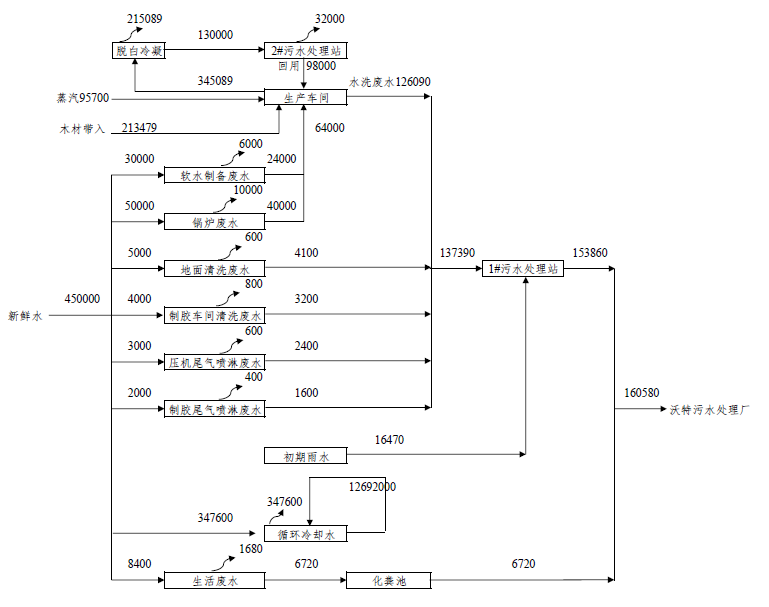 215089
32000
脱白冷凝
130000
2#污水处理站
回用 98000
345089
水洗废水126090
蒸汽95700
生产车间
木材带入 213479
64000
6000
30000
软水制备废水
24000
10000
50000
锅炉废水
40000
600
5000
地面清洗废水
4100
137390
1#污水处理站
153860
800
新鲜水
450000
4000
制胶车间清洗废水
3200
600
3000
压机尾气喷淋废水
2400
400
2000
制胶尾气喷淋废水
1600
160580
沃特污水处理厂
16470
初期雨水
12692000
347600
347600
循环冷却水
1680
8400
生活废水
6720
化粪池
6720